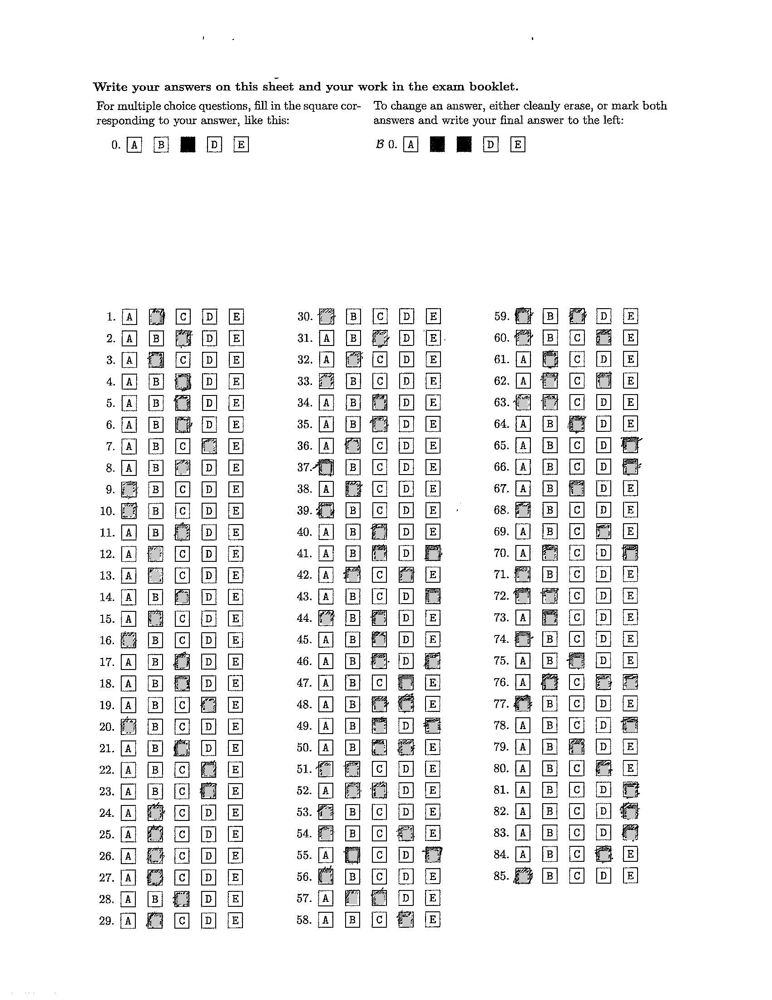 Write your answers on this sheet and your work in the exam booklet.
For multiple choice questions, fill in the square cor-
responding to your answer, like this:
0. A B D E
To change an answer, either cleanly erase, or mark both
answers and write your final answer to the left:
B 0. A D E
1. A C D E
2. A B D E
3. A C D E
4. A B D E
5. A B D E
6. A B D E
7. A B C E
8. A B D E
9. B C D E
10. B C D E
11. A B D E
12. A C D E
13. A C D E
14. A B D E
15. A C D E
16. B C D E
17. A B D E
18. A B D E
19. A B C E
20. B C D E
21. A B D E
22. A B C E
23. A B C E
24. A C D E
25. A C D E
26. A C D E
27. A C D E
28. A B D E
29. A C D E
30. B C D E
31. A B D E
32. A C D E
33. B C D E
34. A B D E
35. A B D E
36. A C D E
37. B C D E
38. A C D E
39. B C D E
40. A B D E
41. A B D
42. A C E
43. A B C D
44. B D E
45. A B D E
46. A B D
47. A B C E
48. A B E
49. A B D
50. A B E
51. C D E
52. A D E
53. B C D E
54. B C E
55. A C D
56. B C D E
57. A D E
58. A B C E
59. B D E
60. B C E
61. A C D E
62. A C E
63. C D E
64. A B D E
65. A B C D
66. A B C D
67. A B D E
68. B C D E
69. A B C E
70. A C D
71. B C D E
72. C D E
73. A C D E
74. B C D E
75. A B D E
76. A C
77. B C D E
78. A B C D
79. A B D E
80. A B C E
81. A B C D
82. A B C D
83. A B C D
84. A B C E
85. B C D E